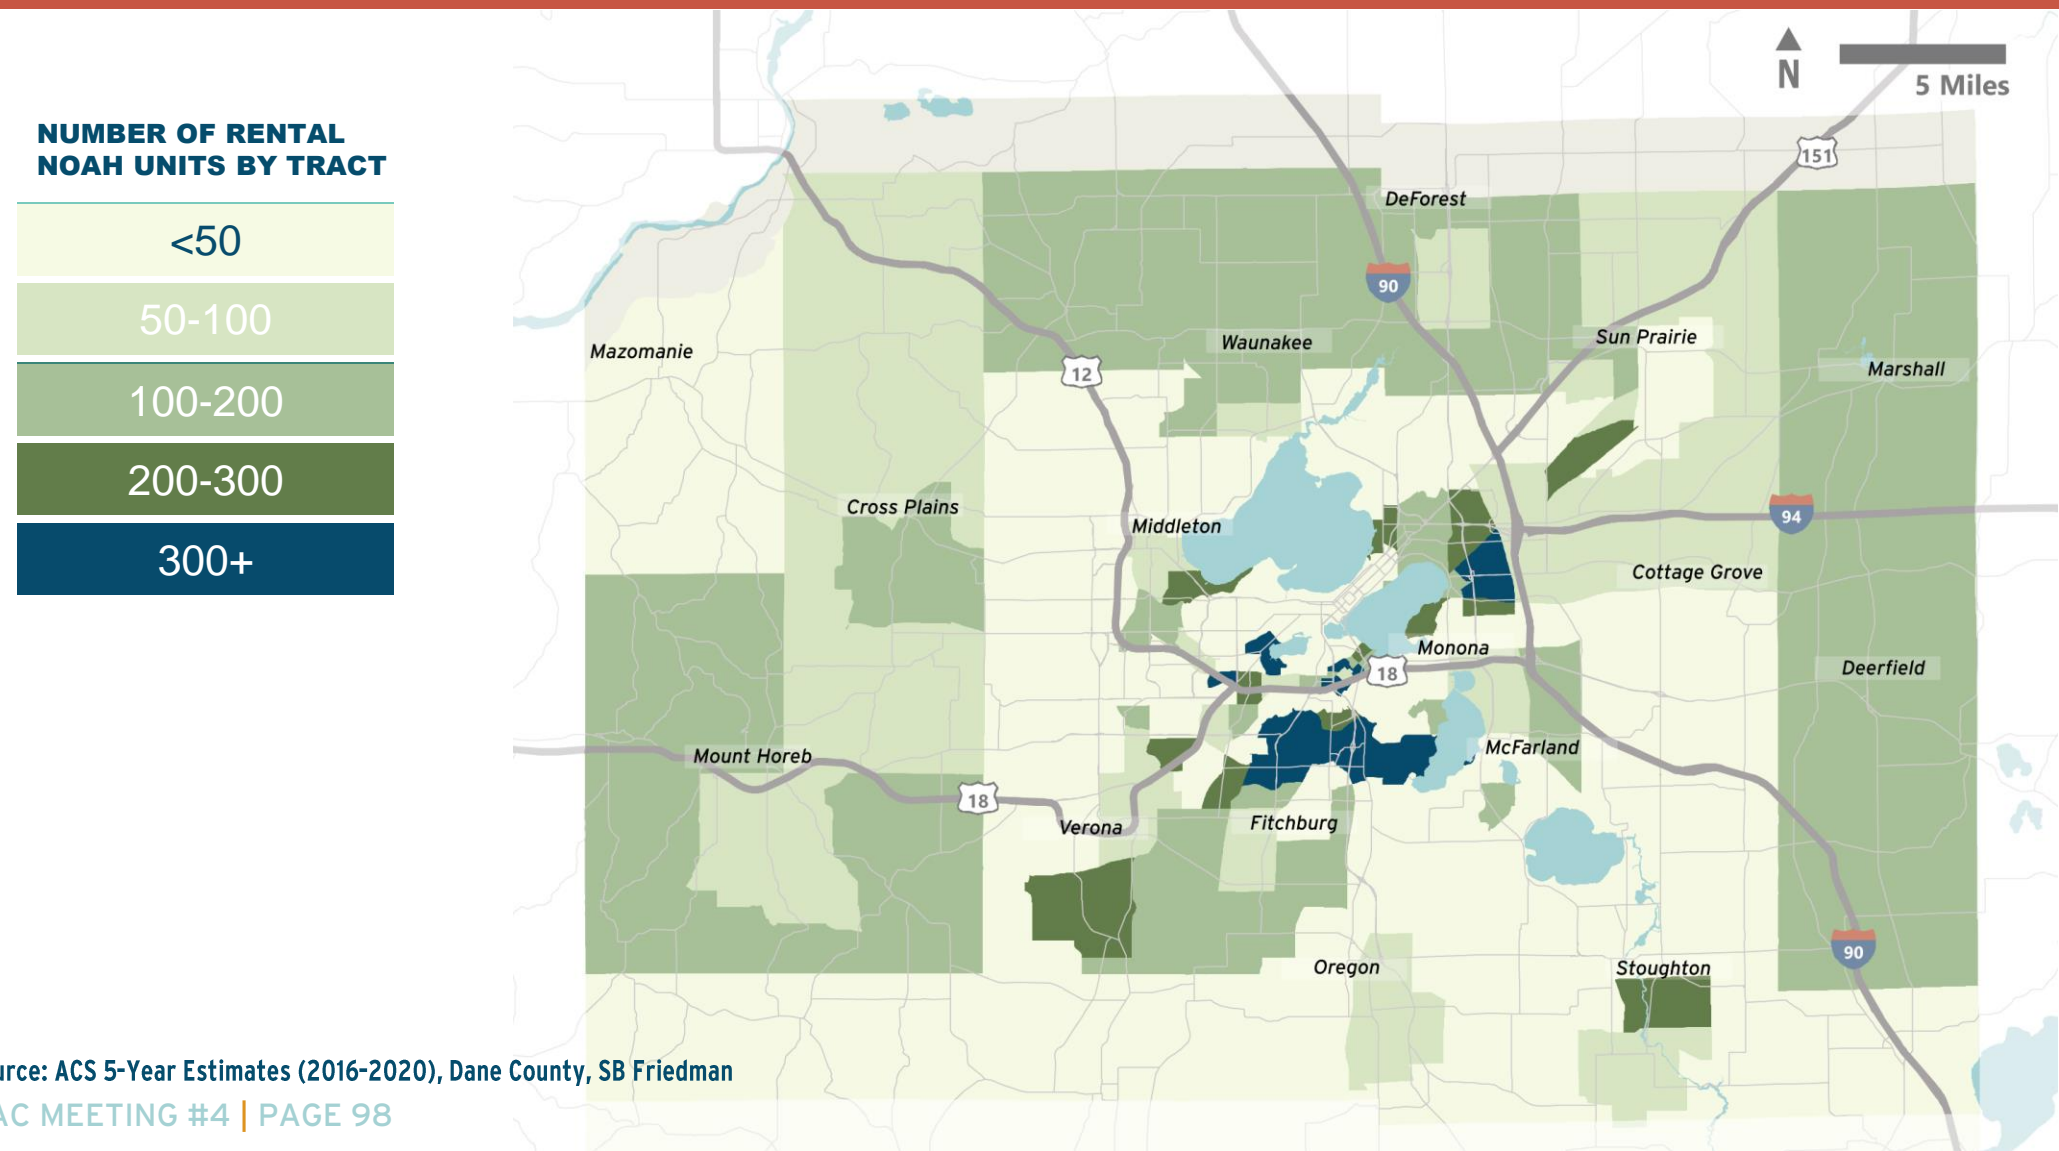 NUMBER OF RENTAL
NOAH UNITS BY TRACT
<50
50-100
100-200
200-300
300+
N
5 Miles
151
DeForest
90
Waunakee
Sun Prairie
Mazomanie
12
Marshall
Cross Plains
Middleton
94
Cottage Grove
Monona
18
Deerfield
Mount Horeb
McFarland
18
Verona
Fitchburg
90
Oregon
Stoughton
ACS 5-Year Estimates (2016-2020), Dane County, SB Friedman
MEETING #4 | PAGE 98